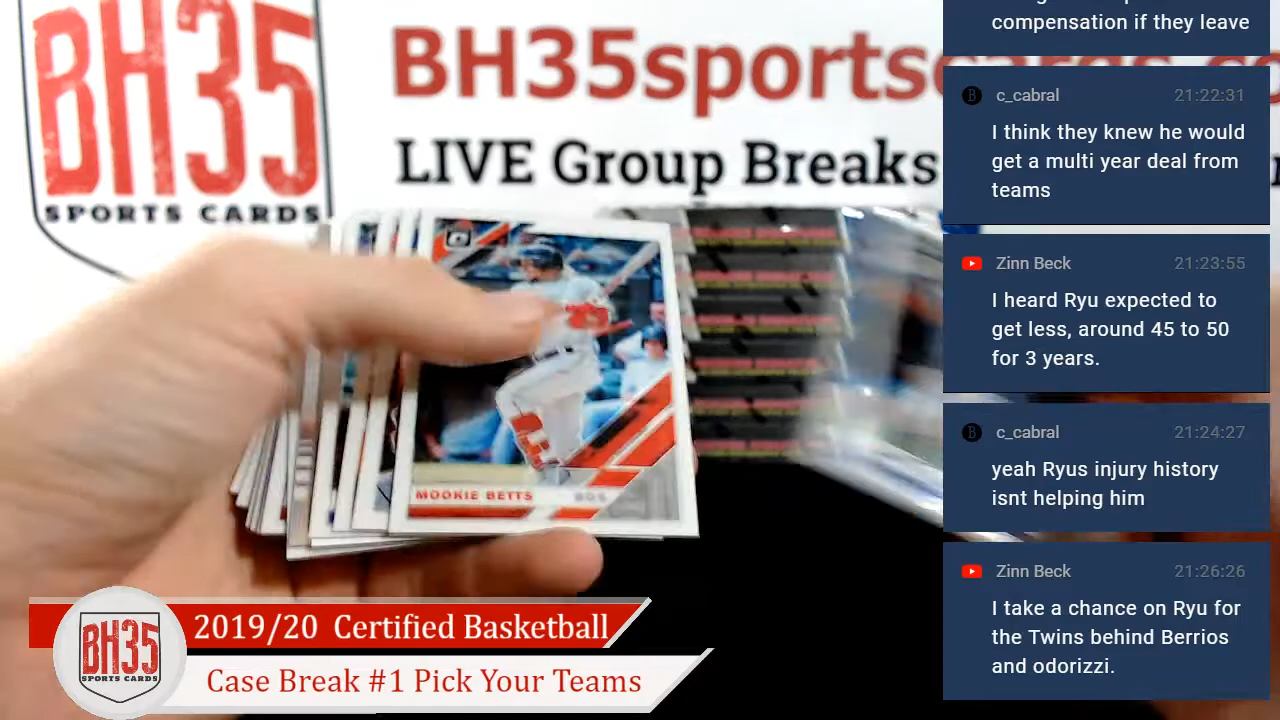 BH35
SPORTS CARDS
BH35sports
LIVE Group Breaks
compensation if they leave
c_cabral 21:22:31
I think they knew he would
get a multi year deal from
teams
Zinn Beck 21:23:55
I heard Ryu expected to
get less, around 45 to 50
for 3 years.
c_cabral 21:24:27
yeah Ryus injury history
isnt helping him
Zinn Beck 21:26:26
I take a chance on Ryu for
the Twins behind Berrios
and odorizzi.
MOOKIE BETTS BOS
BH35
SPORTS CARDS
2019/20 Certified Basketball
Case Break #1 Pick Your Teams